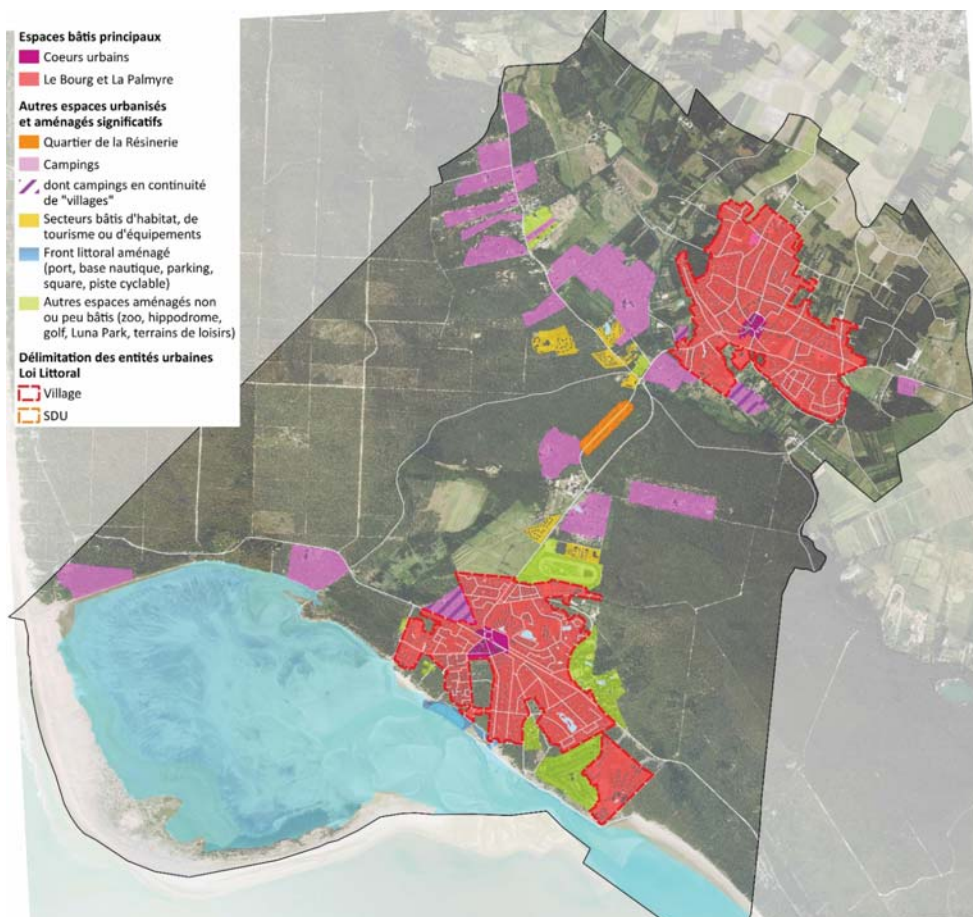 Espaces bâtis principaux
Coeurs urbains
Le Bourg et La Palmyre
Autres espaces urbanisés
et aménagés significatifs
Quartier de la Résinerie
Campings
dont campings en continuité
de "villages"
Secteurs bâtis d'habitat, de
tourisme ou d'équipements
Front littoral aménagé
(port, base nautique, parking,
square, piste cyclable)
Autres espaces aménagés non
ou peu bâtis (zoo, hippodrome,
golf, Luna Park, terrains de loisirs)
Délimitation des entités urbaines
Loi Littoral
Village
SDU